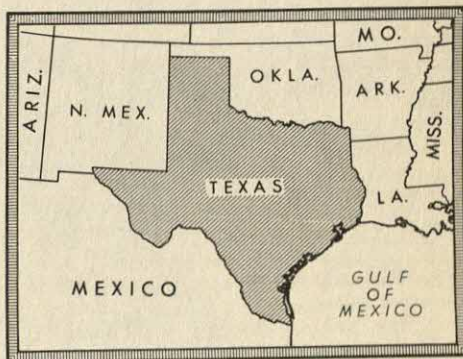 MO.
OKLA.
ARK.
ARIZ.
N. MEX.
MISS.
TEXAS
LA.
MEXICO
GULF
OF
MEXICO